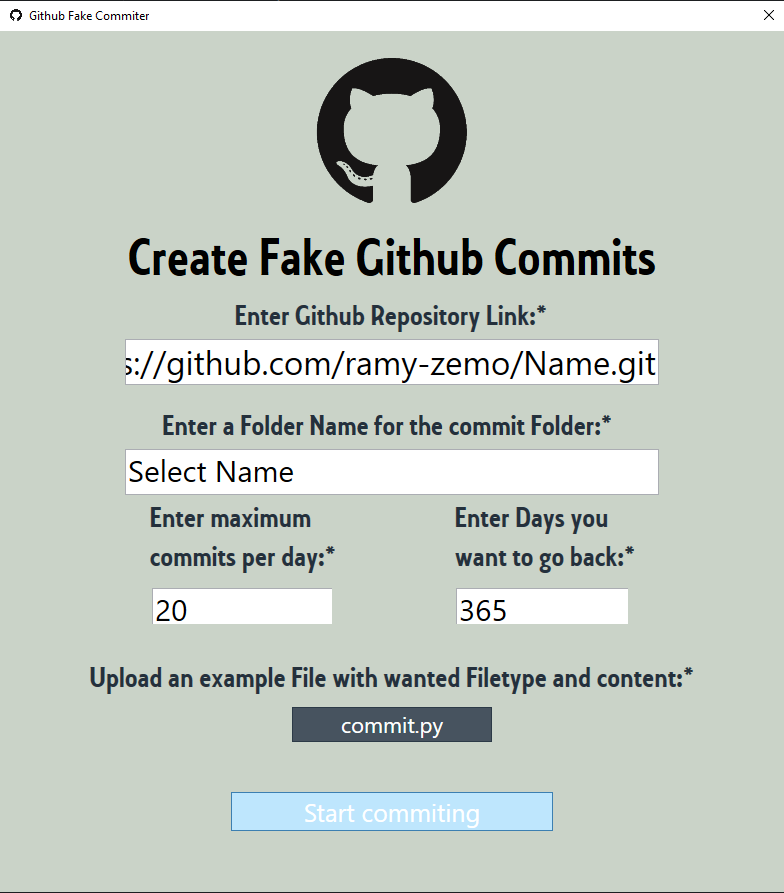 Github Fake Commiter
Create Fake Github Commits
Enter Github Repository Link:*
s://github.com/ramy-zemo/Name.git
Enter a Folder Name for the commit Folder:*
Select Name
Enter maximum
commits per day:*
20
Enter Days you
want to go back:*
365
Upload an example File with wanted Filetype and content:*
commit.py
Start commiting